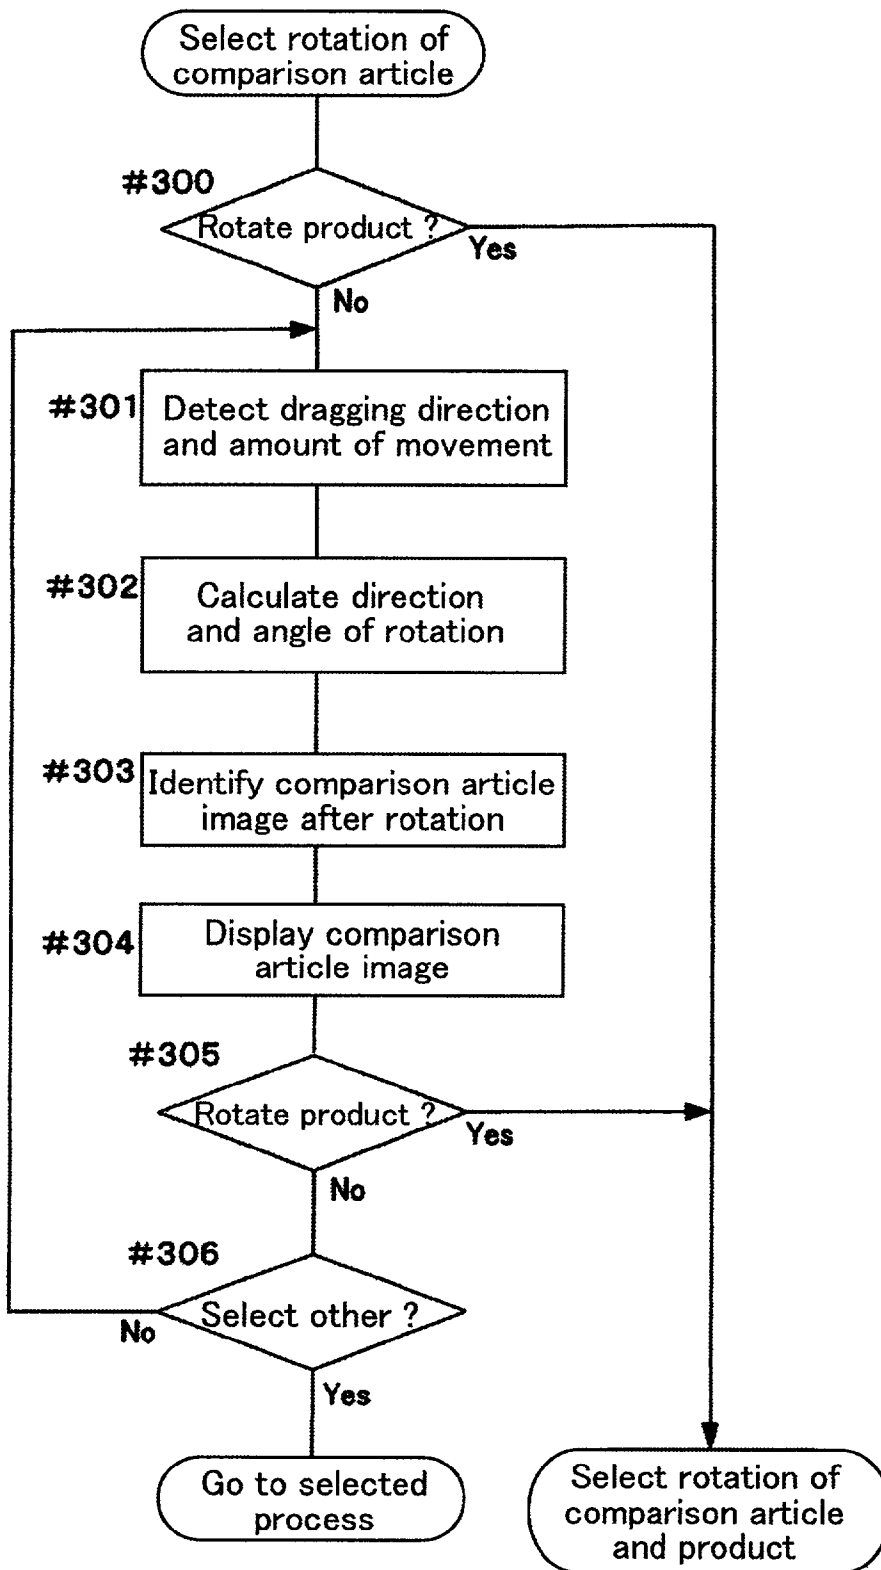 Select rotation of
comparison article
#300
Rotate product ?
Yes
No
#301
Detect dragging direction
and amount of movement
#302
Calculate direction
and angle of rotation
#303
Identify comparison article
image after rotation
#304
Display comparison
article image
#305
Rotate product ?
Yes
No
#306
Select other ?
No
Yes
Go to selected
process
Select rotation of
comparison article
and product